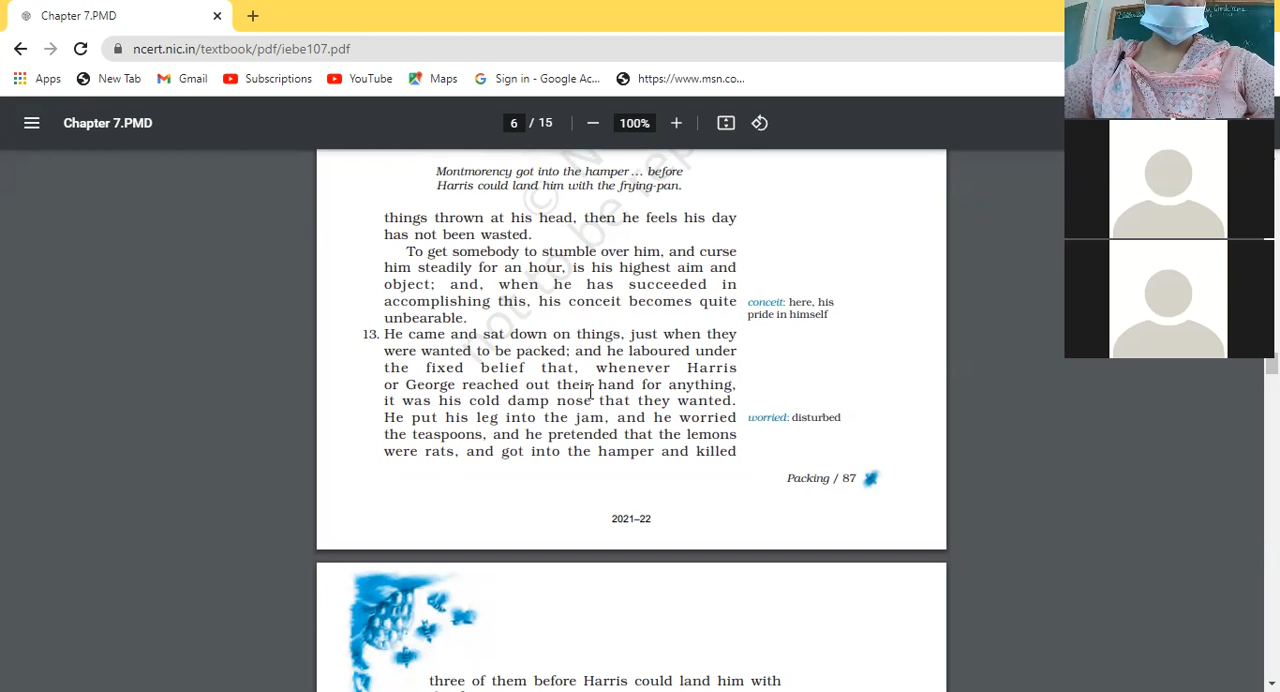 Chapter 7.PMD
ncert.nic.in/textbook/pdf/iebe107.pdf
Apps New Tab Gmail Subscriptions YouTube Maps Sign in - Google Ac... https://www.msn.co...
Chapter 7.PMD 6 / 15 100%
Montmorency got into the hamper... before
Harris could land him with the frying-pan.
things thrown at his head, then he feels his day
has not been wasted.
To get somebody to stumble over him, and curse
him steadily for an hour, is his highest aim and
object; and, when he has succeeded in
accomplishing this, his conceit becomes quite
unbearable.
conceit: here, his
pride in himself
13. He came and sat down on things, just when they
were wanted to be packed; and he laboured under
the fixed belief that, whenever Harris
or George reached out their hand for anything,
it was his cold damp nose that they wanted.
He put his leg into the jam, and he worried
the teaspoons, and he pretended that the lemons
were rats, and got into the hamper and killed
worried: disturbed
Packing / 87
2021–22
three of them before Harris could land him with
not to be